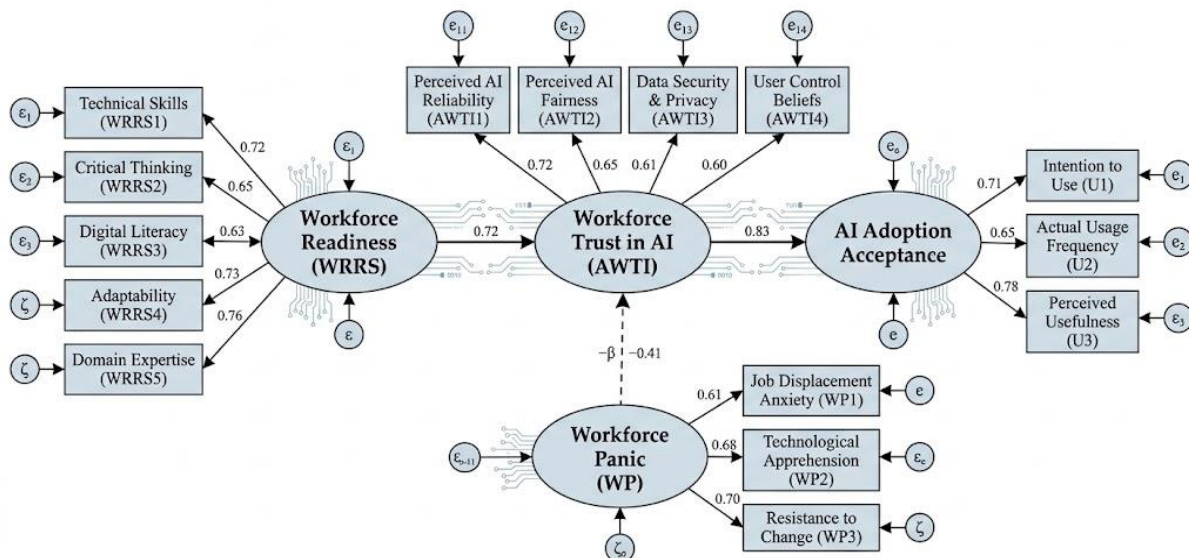 ε11
ε12
ε13
ε14
Perceived AI
Reliability
(AWTI1)
Perceived AI
Fairness
(AWTI2)
Data Security
& Privacy
(AWTI3)
User Control
Beliefs
(AWTI4)
0.72
0.65
0.61
0.60
ε1
Technical Skills
(WRRS1)
0.72
ε2
Critical Thinking
(WRRS2)
0.65
ε3
Digital Literacy
(WRRS3)
0.63
ζ
Adaptability
(WRRS4)
0.73
ζ
Domain Expertise
(WRRS5)
0.76
ε1
Workforce
Readiness
(WRRS)
ε
0.72
Workforce
Trust in AI
(AWTI)
0.83
e6
AI Adoption
Acceptance
e
0.71
Intention to
Use (U1)
e1
0.65
Actual Usage
Frequency
(U2)
e2
0.78
Perceived
Usefulness
(U3)
ε3
−β −0.41
Workforce
Panic
(WP)
0.61
Job Displacement
Anxiety (WP1)
e
0.68
Technological
Apprehension
(WP2)
0.70
Resistance to
Change (WP3)
ζ